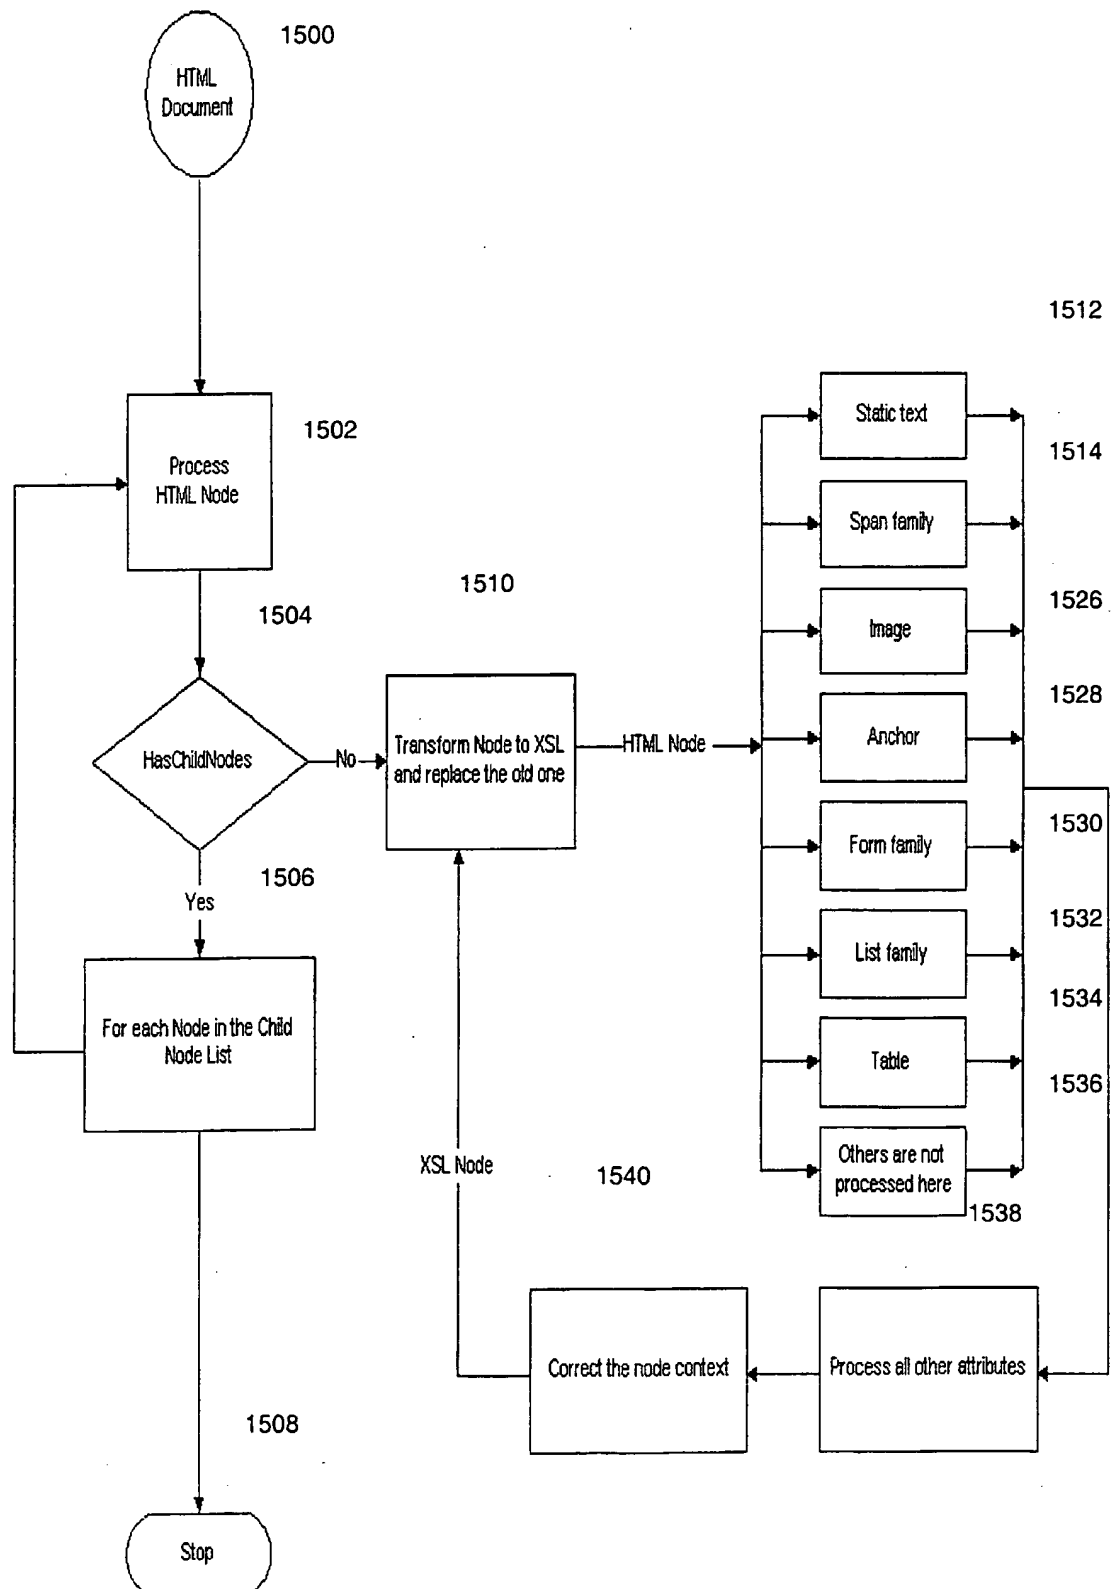 1500
HTML
Document
1512
Static text
1502
1514
Process
HTML Node
Span family
1510
1526
1504
Image
1528
HasChildNodes
No
Transform Node to XSL
and replace the old one
HTML Node
Anchor
1530
Form family
1506
Yes
1532
List family
1534
For each Node in the Child
Node List
Table
1536
XSL Node
1540
Others are not
processed here
1538
Correct the node context
Process all other attributes
1508
Stop